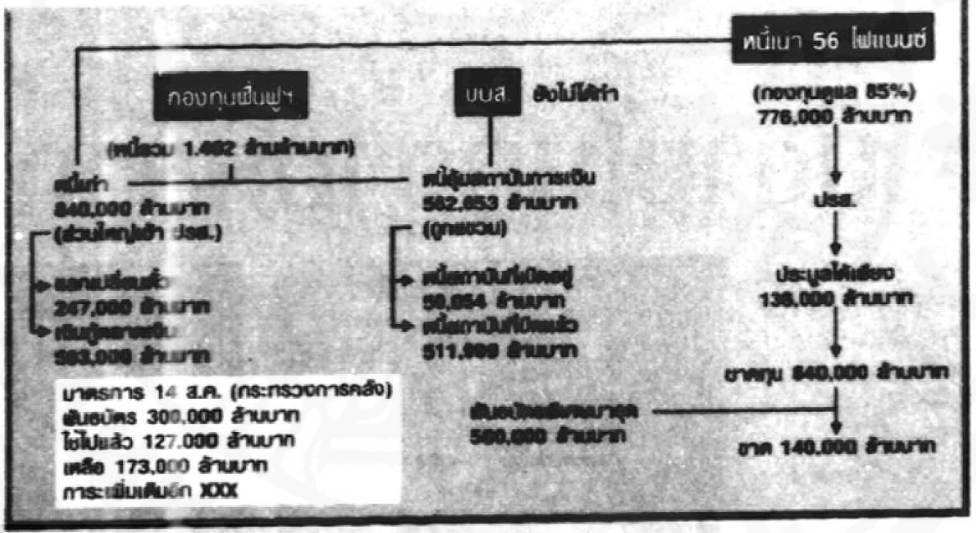 หนี้เน่า 56 ไฟแนนซ์
(กองทุนดูแล 85%)
776,000 ล้านบาท
ปรส.
ประมูลได้เพียง
136,000 ล้านบาท
ขาดทุน 640,000 ล้านบาท
ขาด 140,000 ล้านบาท
กองทุนฟื้นฟูฯ
(หนี้รวม ล้านล้านบาท)
หนี้เก่า
840,000 ล้านบาท
(ส่วนใหญ่เข้า ปรส.)
แลกเปลี่ยนตั๋ว
247,000 ล้านบาท
เงินกู้ตลาดเงิน
593,000 ล้านบาท
บบส. ยังไม่ได้ทำ
หนี้อุ้มสถาบันการเงิน
ล้านบาท
(ถูกแขวน)
หนี้สถาบันที่เปิดอยู่
ล้านบาท
หนี้สถาบันที่ปิดแล้ว
ล้านบาท
พันธบัตร
500,000 ล้านบาท
มาตรการ 14 ส.ค. (กระทรวงการคลัง)
พันธบัตร 300,000 ล้านบาท
ใช้ไปแล้ว 127,000 ล้านบาท
เหลือ 173,000 ล้านบาท
ภาระเพิ่มเติมอีก XXX